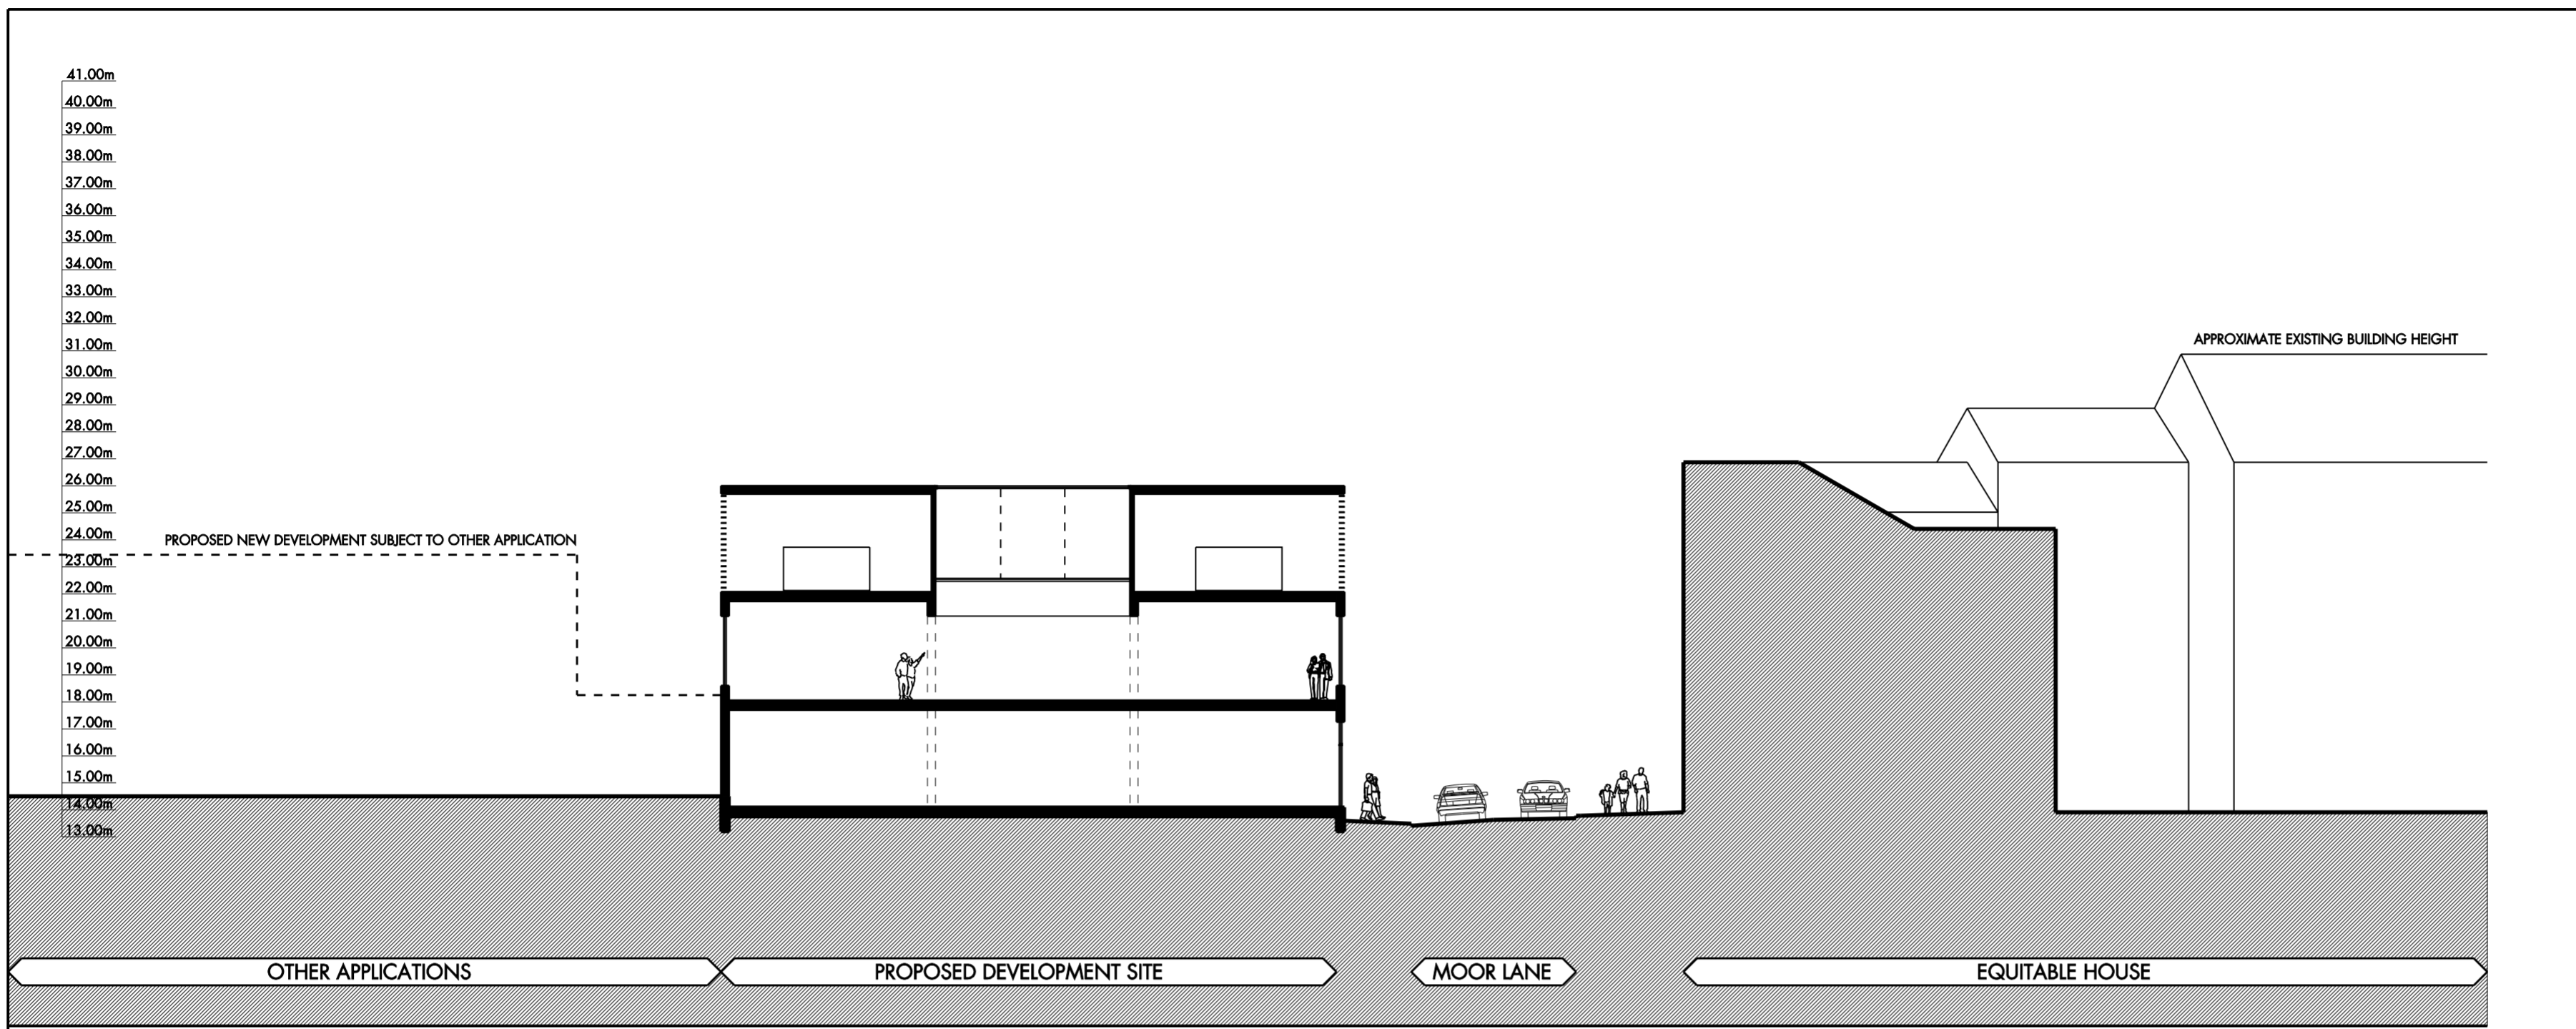 41.00m
40.00m
39.00m
38.00m
37.00m
36.00m
35.00m
34.00m
33.00m
32.00m
31.00m
30.00m
29.00m
28.00m
27.00m
26.00m
25.00m
24.00m
23.00m
22.00m
21.00m
20.00m
19.00m
18.00m
17.00m
16.00m
15.00m
14.00m
13.00m
APPROXIMATE EXISTING BUILDING HEIGHT
PROPOSED NEW DEVELOPMENT SUBJECT TO OTHER APPLICATION
OTHER APPLICATIONS
PROPOSED DEVELOPMENT SITE
MOOR LANE
EQUITABLE HOUSE